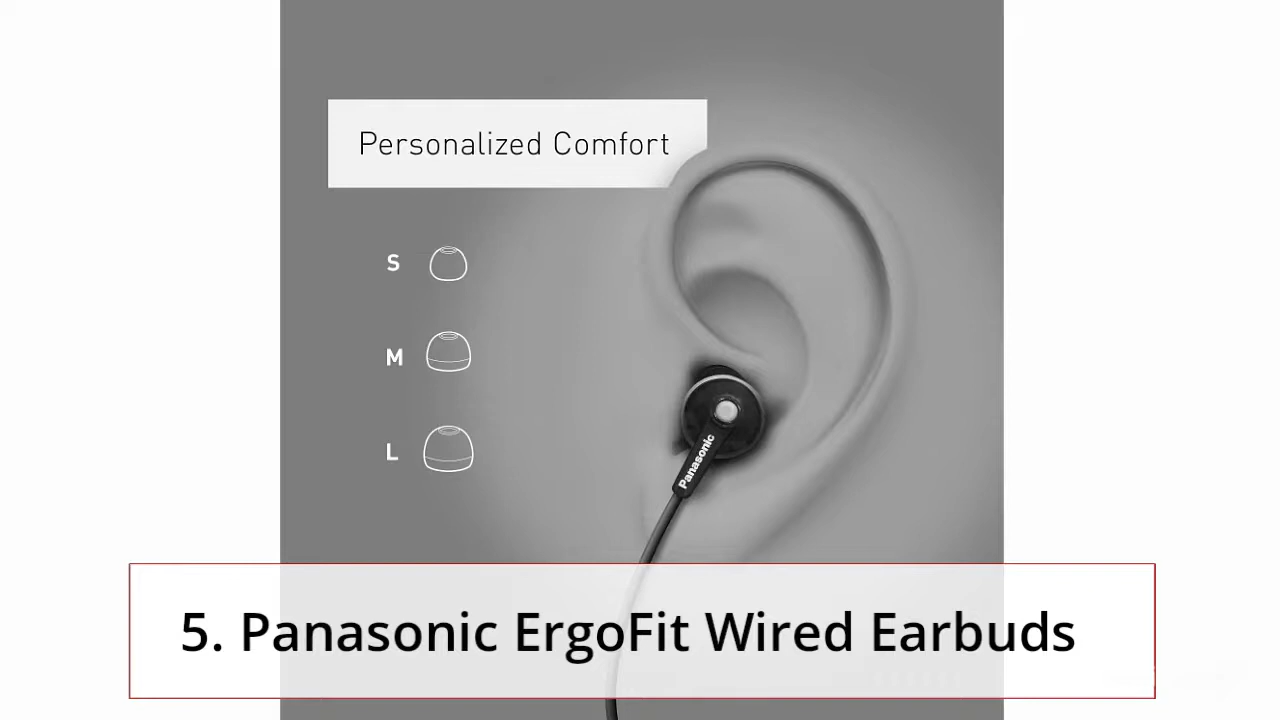 Personalized Comfort
S
M
L
Panasonic
5. Panasonic ErgoFit Wired Earbuds